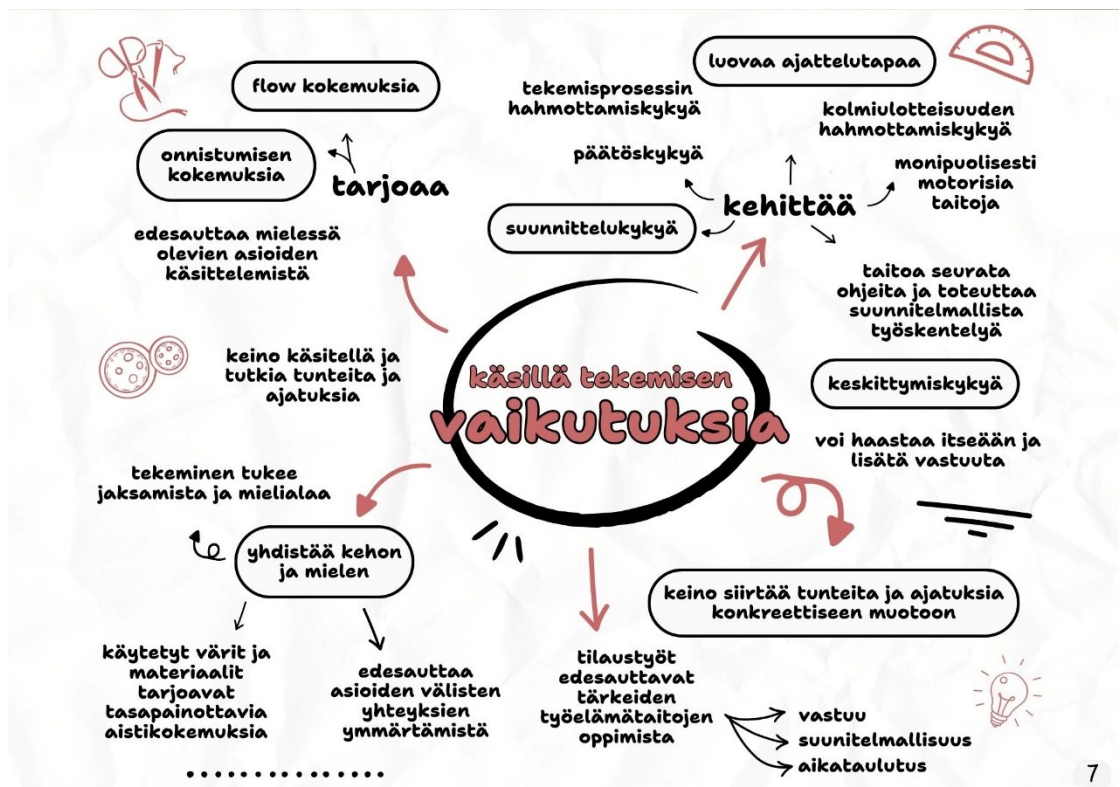 flow kokemuksia
onnistumisen
kokemuksia
tarjoaa
edesauttaa mielessä
olevien asioiden
käsittelemistä
keino käsitellä ja
tutkia tunteita ja
ajatuksia
luovaa ajattelutapaa
tekemisprosessin
hahmottamiskykyä
kolmiulotteisuuden
hahmottamiskykyä
päätöskykyä
monipuolisesti
motorisia
taitoja
kehittää
suunnittelukykyä
taitoa seurata
ohjeita ja toteuttaa
suunnitelmallista
työskentelyä
keskittymiskykyä
voi haastaa itseään ja
lisätä vastuuta
käsillä tekemisen
vaikutuksia
tekeminen tukee
jaksamista ja mielialaa
yhdistää kehon
ja mielen
käytetyt värit ja
materiaalit
tarjoavat
tasapainottavia
aistikokemuksia
edesauttaa
asioiden välisten
yhteyksien
ymmärtämistä
keino siirtää tunteita ja ajatuksia
konkreettiseen muotoon
tilaustyöt
edesauttavat
tärkeiden
työelämätaitojen
oppimista
vastuu
suunitelmallisuus
aikataulutus
7